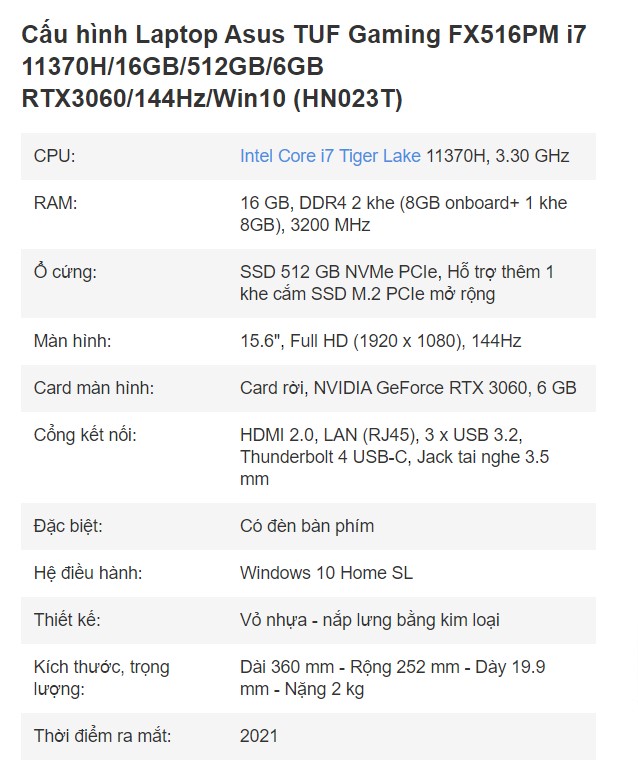 Cấu hình Laptop Asus TUF Gaming FX516PM i7
11370H/16GB/512GB/6GB
RTX3060/144Hz/Win10 (HN023T)
CPU: Intel Core i7 Tiger Lake 11370H, 3.30 GHz
RAM: 16 GB, DDR4 2 khe (8GB onboard+ 1 khe
8GB), 3200 MHz
Ổ cứng: SSD 512 GB NVMe PCIe, Hỗ trợ thêm 1
khe cắm SSD M.2 PCIe mở rộng
Màn hình: 15.6", Full HD (1920 x 1080), 144Hz
Card màn hình: Card rời, NVIDIA GeForce RTX 3060, 6 GB
Cổng kết nối: HDMI 2.0, LAN (RJ45), 3 x USB 3.2,
Thunderbolt 4 USB-C, Jack tai nghe 3.5
mm
Đặc biệt: Có đèn bàn phím
Hệ điều hành: Windows 10 Home SL
Thiết kế: Vỏ nhựa - nắp lưng bằng kim loại
Kích thước, trọng
lượng: Dài 360 mm - Rộng 252 mm - Dày 19.9
mm - Nặng 2 kg
Thời điểm ra mắt: 2021